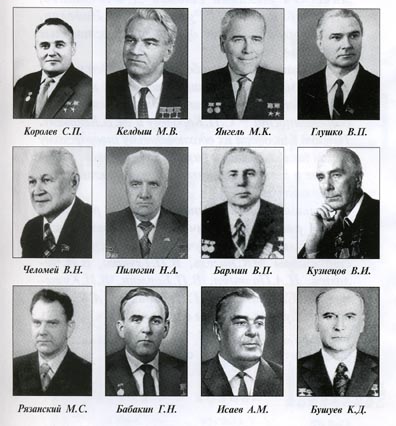 Королев С.П. Келдыш М.В. Янгель М.К. Глушко В.П.
Челомей В.Н. Пилюгин Н.А. Бармин В.П. Кузнецов В.И.
Рязанский М.С. Бабакин Г.Н. Исаев А.М. Бушуев К.Д.